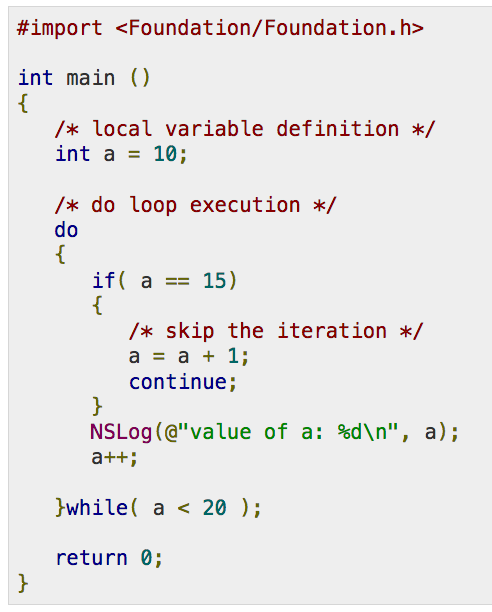 #import <Foundation/Foundation.h>

int main ()
{
   /* local variable definition */
   int a = 10;

   /* do loop execution */
   do
   {
      if( a == 15)
      {
         /* skip the iteration */
         a = a + 1;
         continue;
      }
      NSLog(@"value of a: %d\n", a);
      a++;

   }while( a < 20 );

   return 0;
}